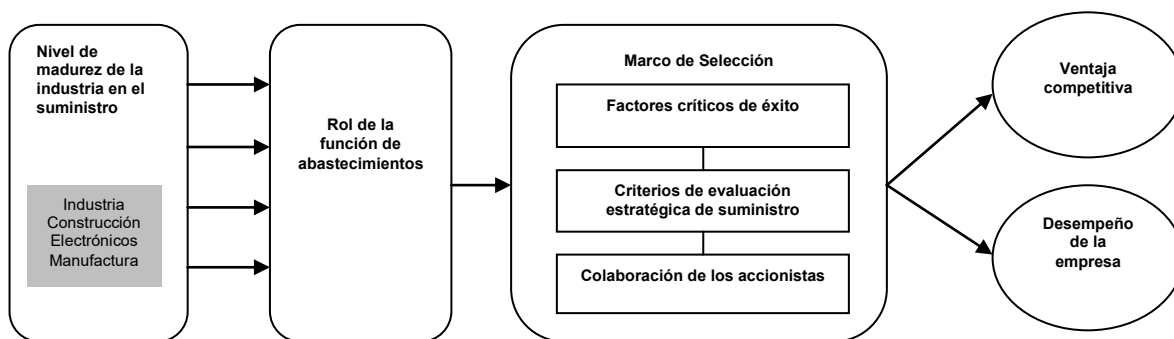 Nivel de
madurez de la
industria en el
suministro
Industria
Construcción
Electrónicos
Manufactura
Rol de la
función de
abastecimientos
Marco de Selección
Factores críticos de éxito
Criterios de evaluación
estratégica de suministro
Colaboración de los accionistas
Ventaja
competitiva
Desempeño
de la
empresa